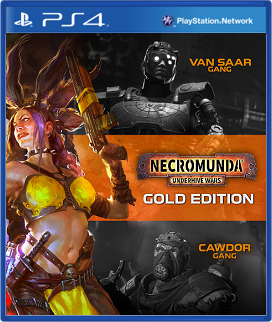 PS4
PlayStation Network
VAN SAAR
GANG
NECROMUNDA
UNDERHIVE WARS
GOLD EDITION
CAWDOR
GANG